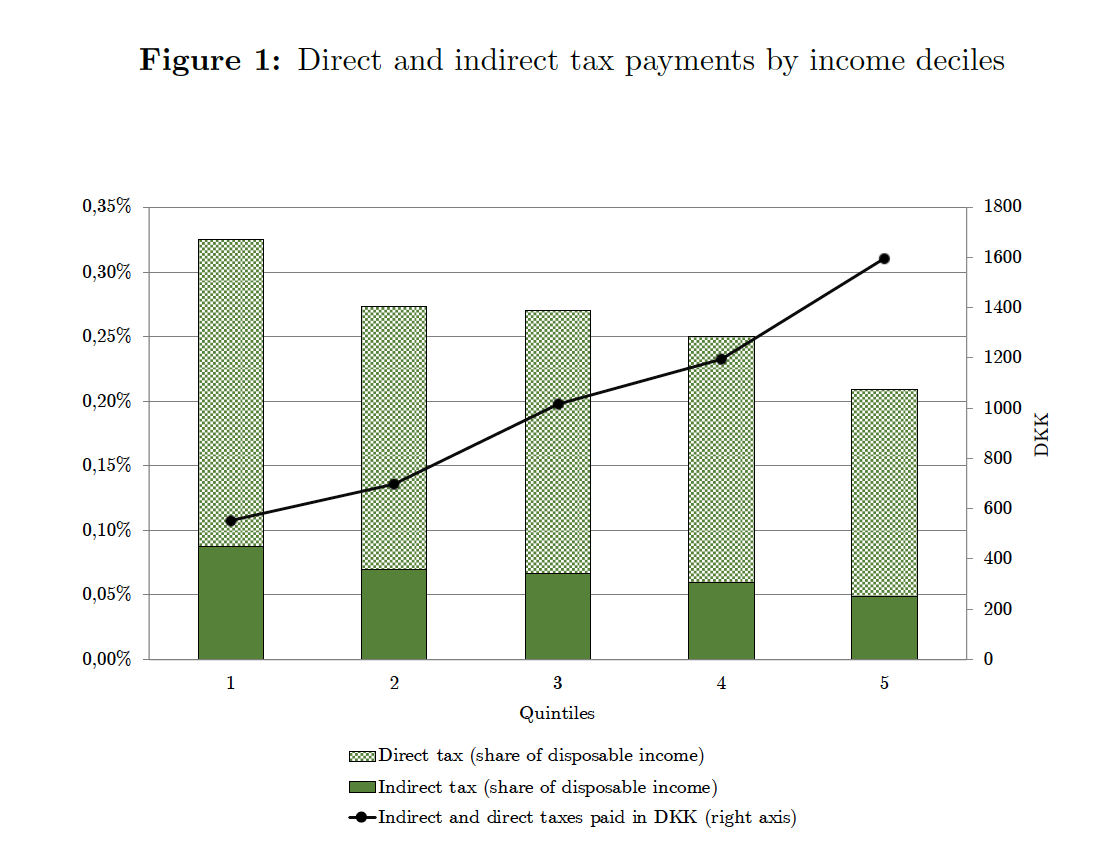 Figure 1: Direct and indirect tax payments by income deciles
0,35%
0,30%
0,25%
0,20%
0,15%
0,10%
0,05%
0,00%
1800
1600
1400
1200
1000
800
600
400
200
0
DKK
1 2 3 4 5
Quintiles
Direct tax (share of disposable income)
Indirect tax (share of disposable income)
Indirect and direct taxes paid in DKK (right axis)